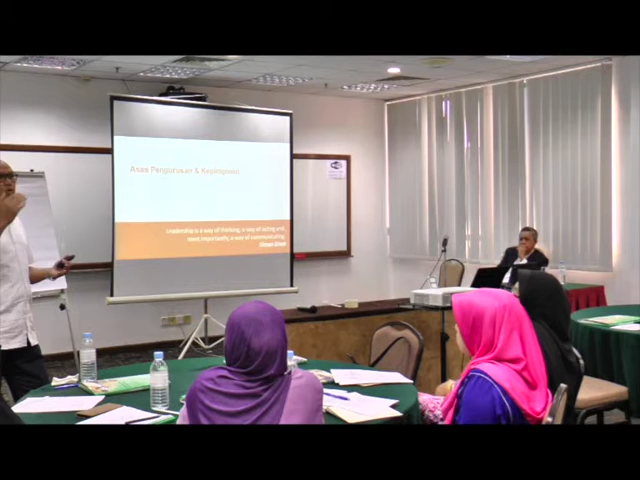 Asas Pengurusan & Kepimpinan
Leadership is a way of thinking, a way of acting and,
most importantly, a way of communicating.
Simon Sinek